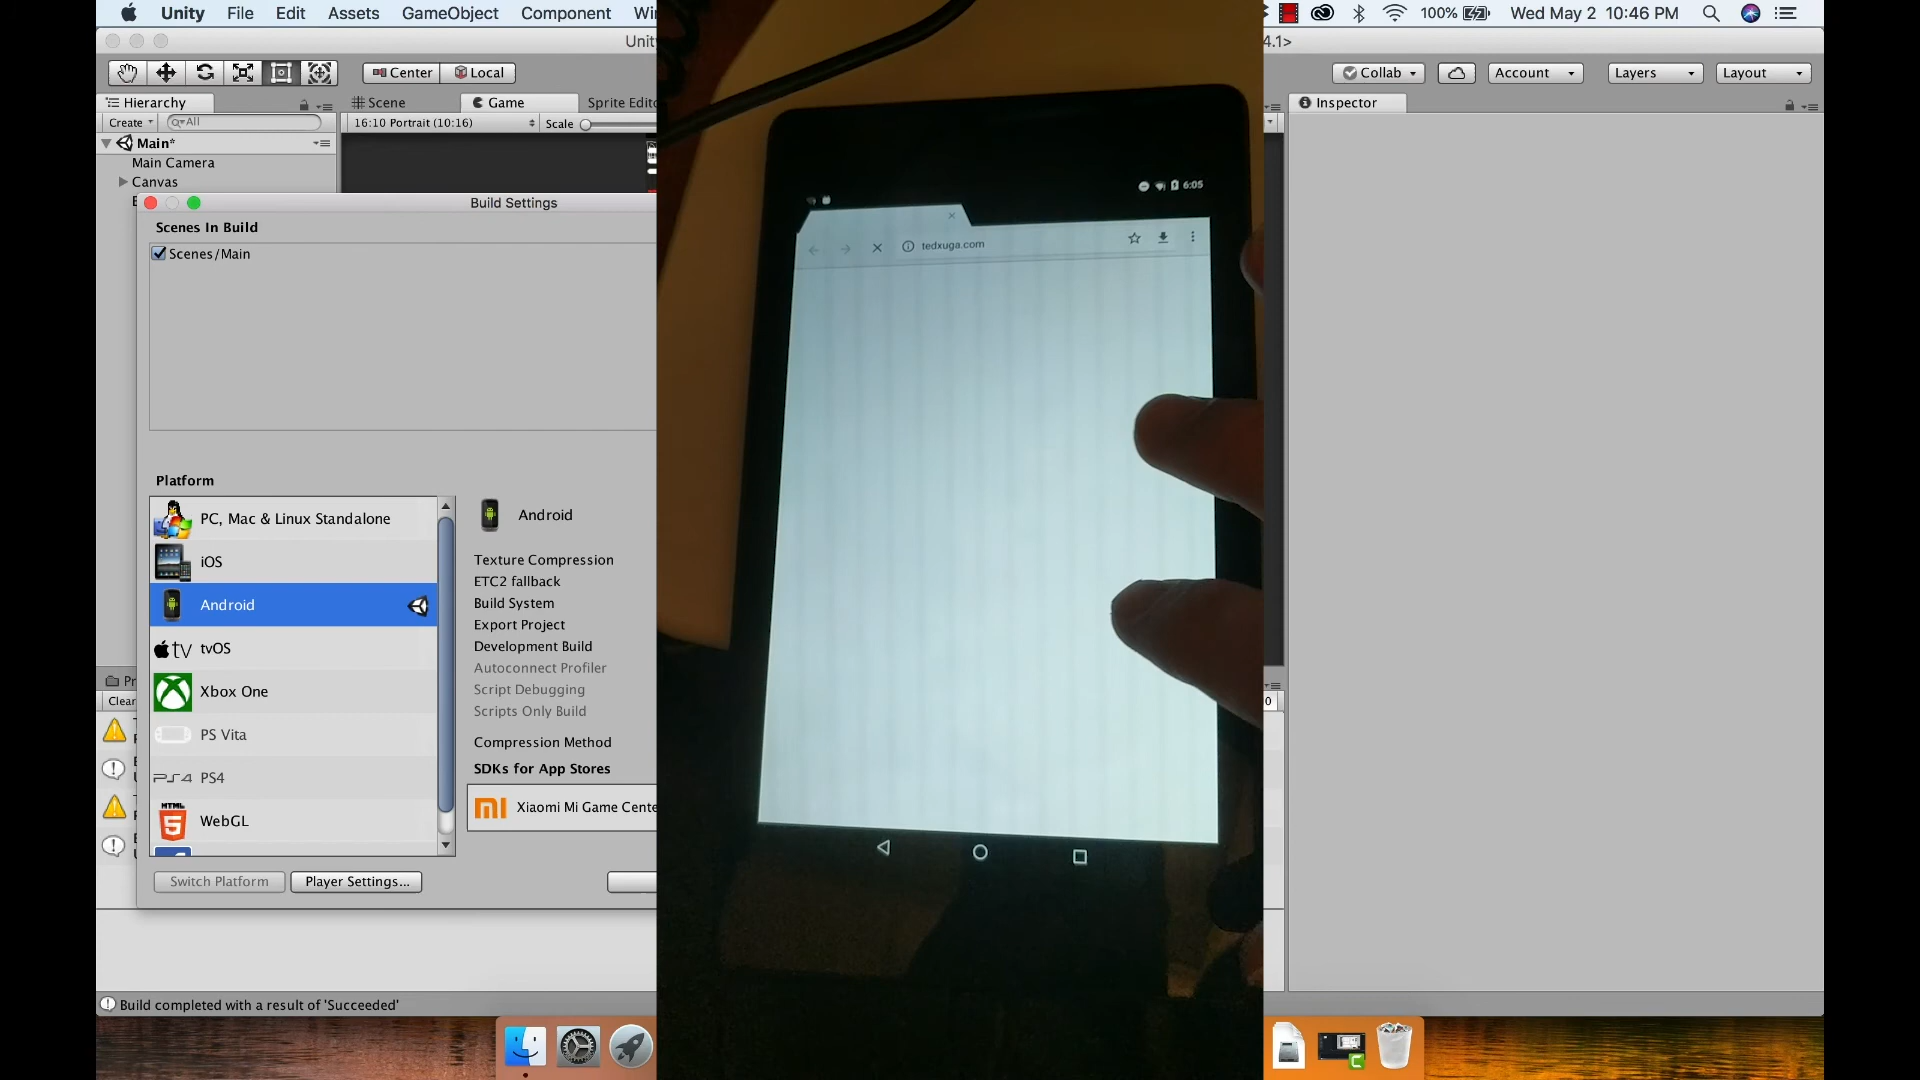 Unity File Edit Assets GameObject Component
100% Wed May 2 10:46 PM
4.1>
Center Local
Collab Account Layers Layout
Hierarchy
Scene Game
Inspector
Create All
16:10 Portrait (10:16) Scale
Main*
Main Camera
Canvas
Build Settings
Scenes In Build
Scenes/Main
6:05
tedxuga.com
Platform
PC, Mac & Linux Standalone
iOS
Android
tvOS
Xbox One
PS Vita
PS4
WebGL
Android
Texture Compression
ETC2 fallback
Build System
Export Project
Development Build
Autoconnect Profiler
Script Debugging
Scripts Only Build
Compression Method
SDKs for App Stores
Xiaomi Mi Game Cente
Clear
Switch Platform Player Settings...
Build completed with a result of 'Succeeded'